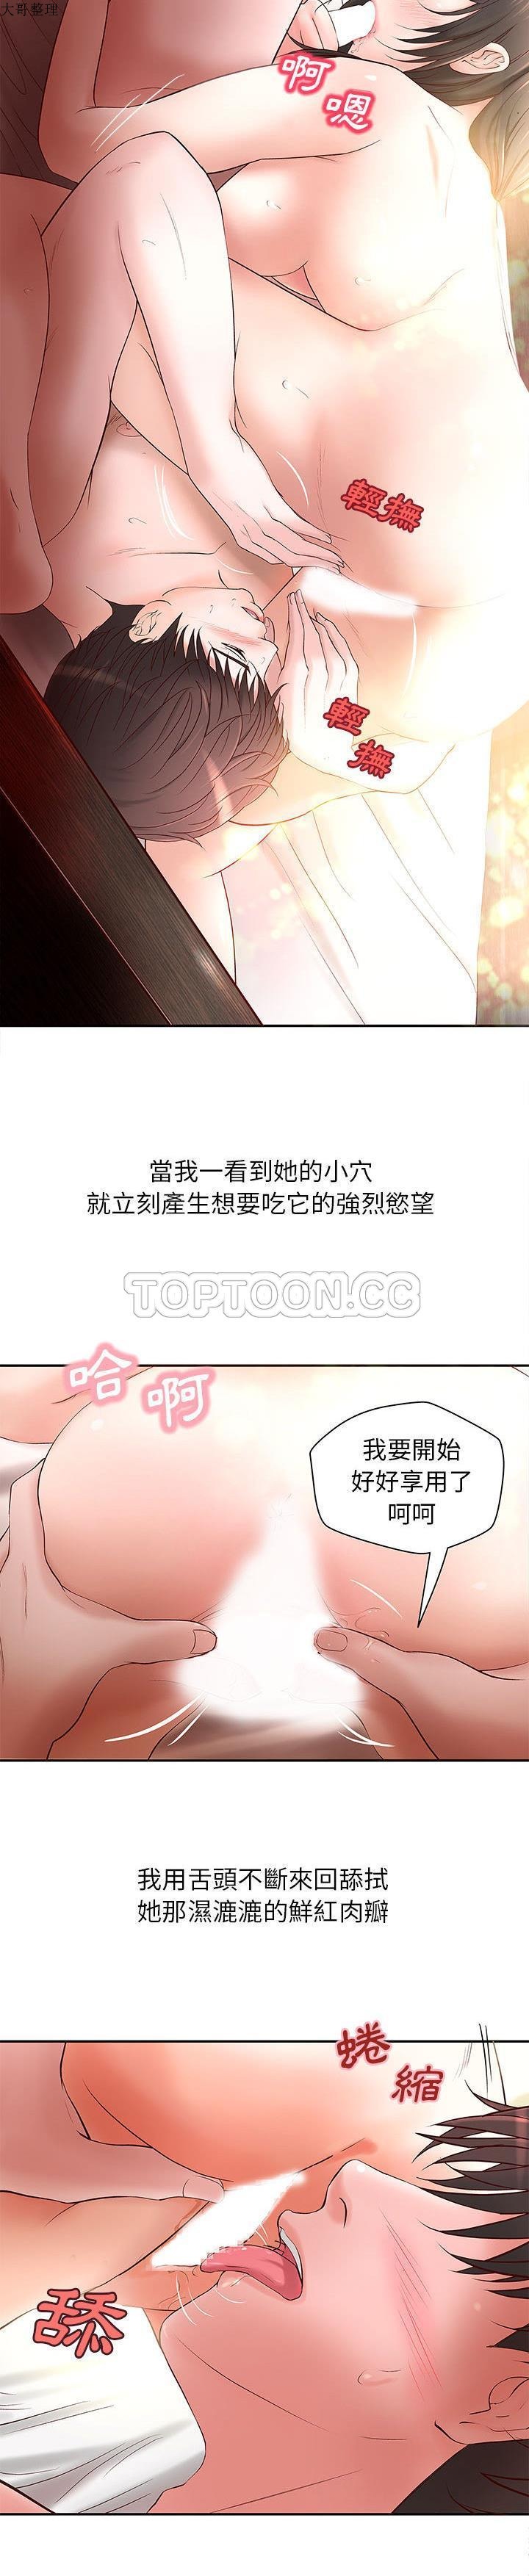 大哥整理
啊
嗯
輕撫
輕撫
當我一看到她的小穴
就立刻產生想要吃它的強烈慾望
TOPTOON.CC
哈
啊
我要開始
好好享用了
呵呵
我用舌頭不斷來回舔拭
她那濕漉漉的鮮紅肉瓣
蜷
縮
舔